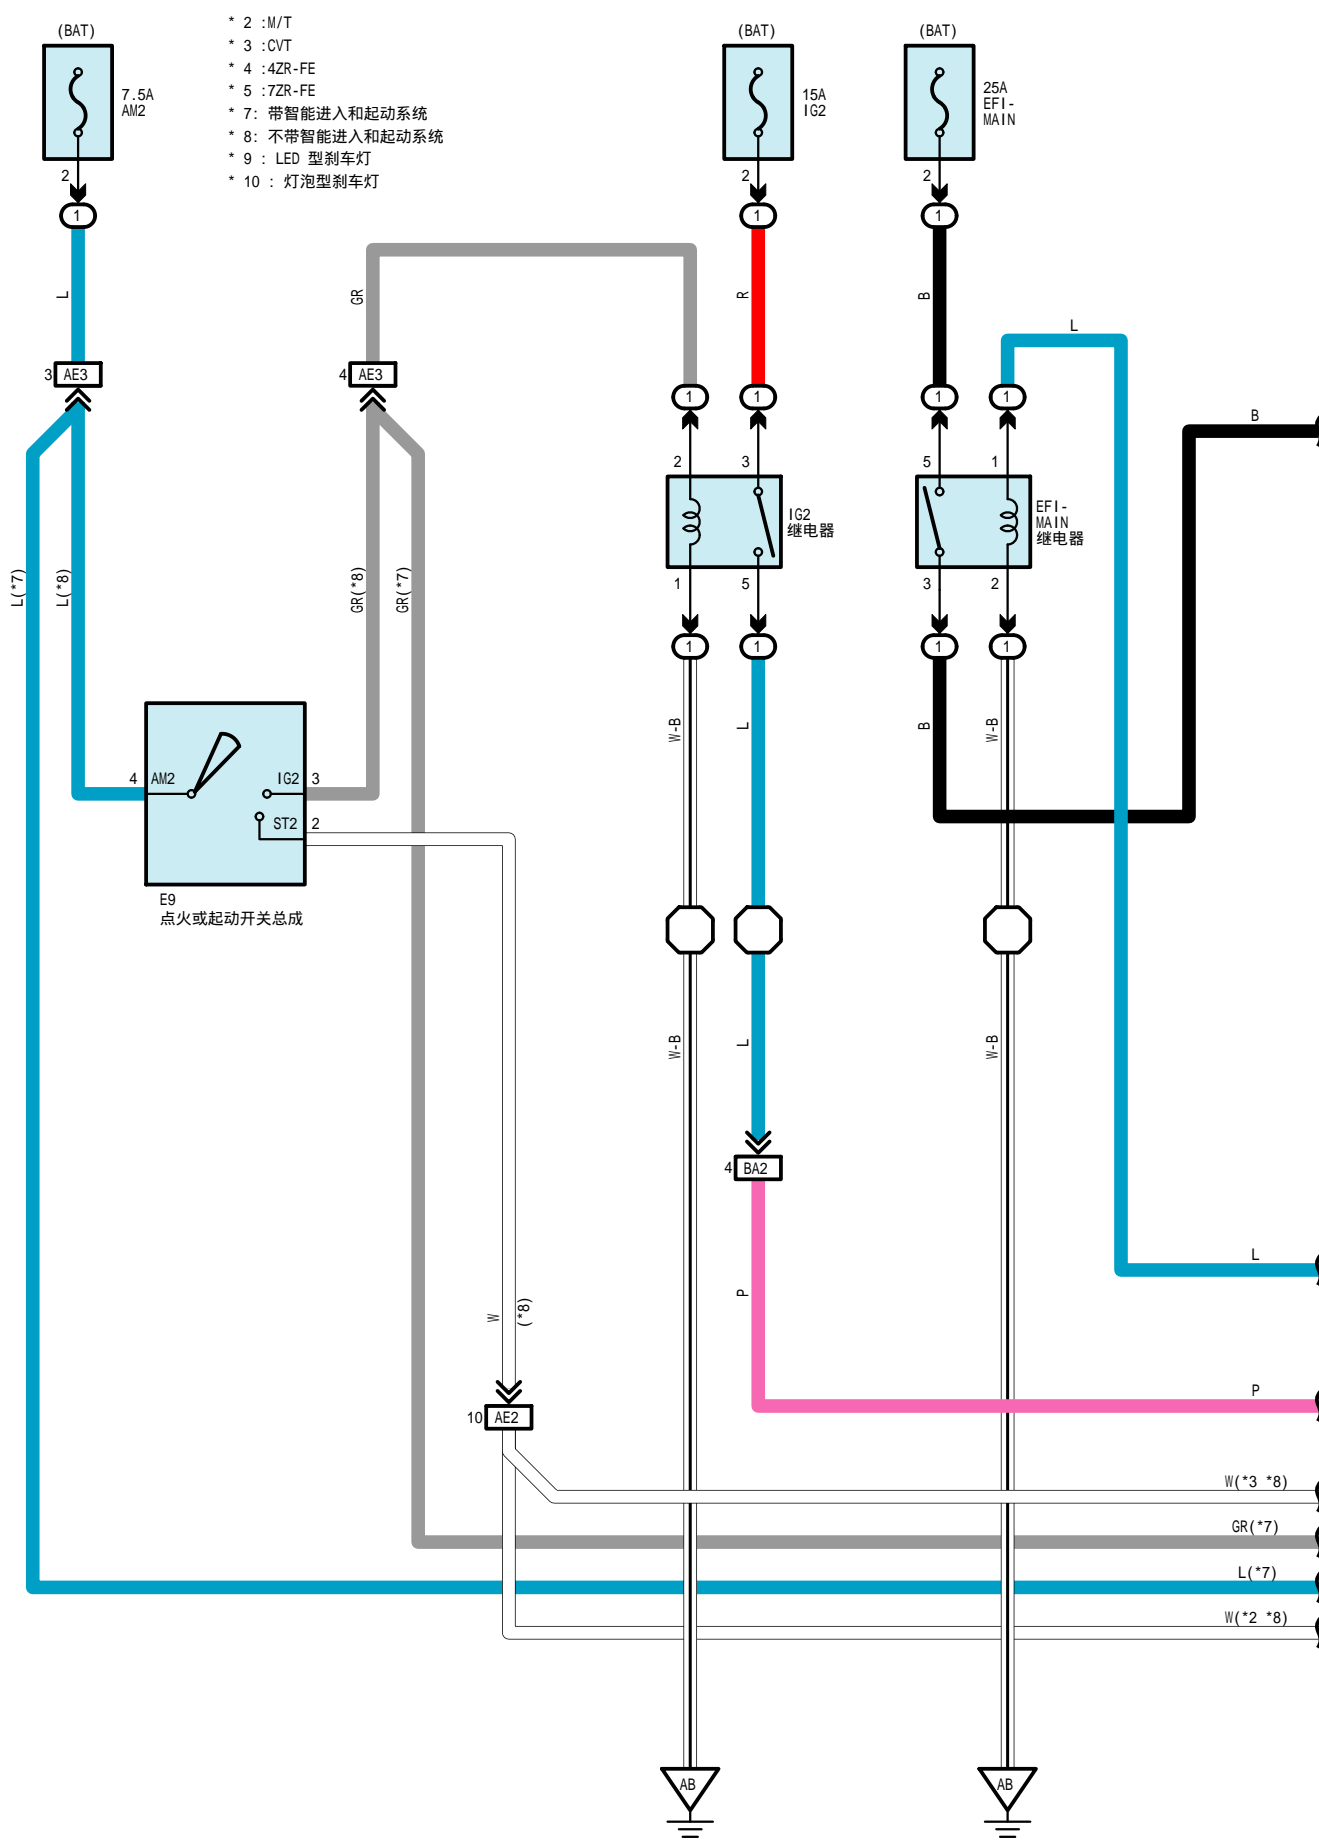 (BAT)
7.5A
AM2
2
1
* 2 :M/T
* 3 :CVT
* 4 :4ZR-FE
* 5 :7ZR-FE
* 7: 带智能进入和起动系统
* 8: 不带智能进入和起动系统
* 9 : LED 型刹车灯
* 10 : 灯泡型刹车灯
(BAT)
15A
IG2
2
1
(BAT)
25A
EFI-
MAIN
2
1
L
GR
R
B
L
3 AE3
4 AE3
1
1
1
1
B
2
3
5
1
IG2
继电器
EFI-
MAIN
继电器
L(*7)
L(*8)
GR(*8)
GR(*7)
1
5
3
2
1
1
1
1
W-B
L
B
W-B
4
AM2
IG2
3
ST2
2
E9
点火或起动开关总成
W-B
L
W-B
4 BA2
P
L
W
(*8)
P
10 AE2
W(*3 *8)
GR(*7)
L(*7)
W(*2 *8)
AB
AB